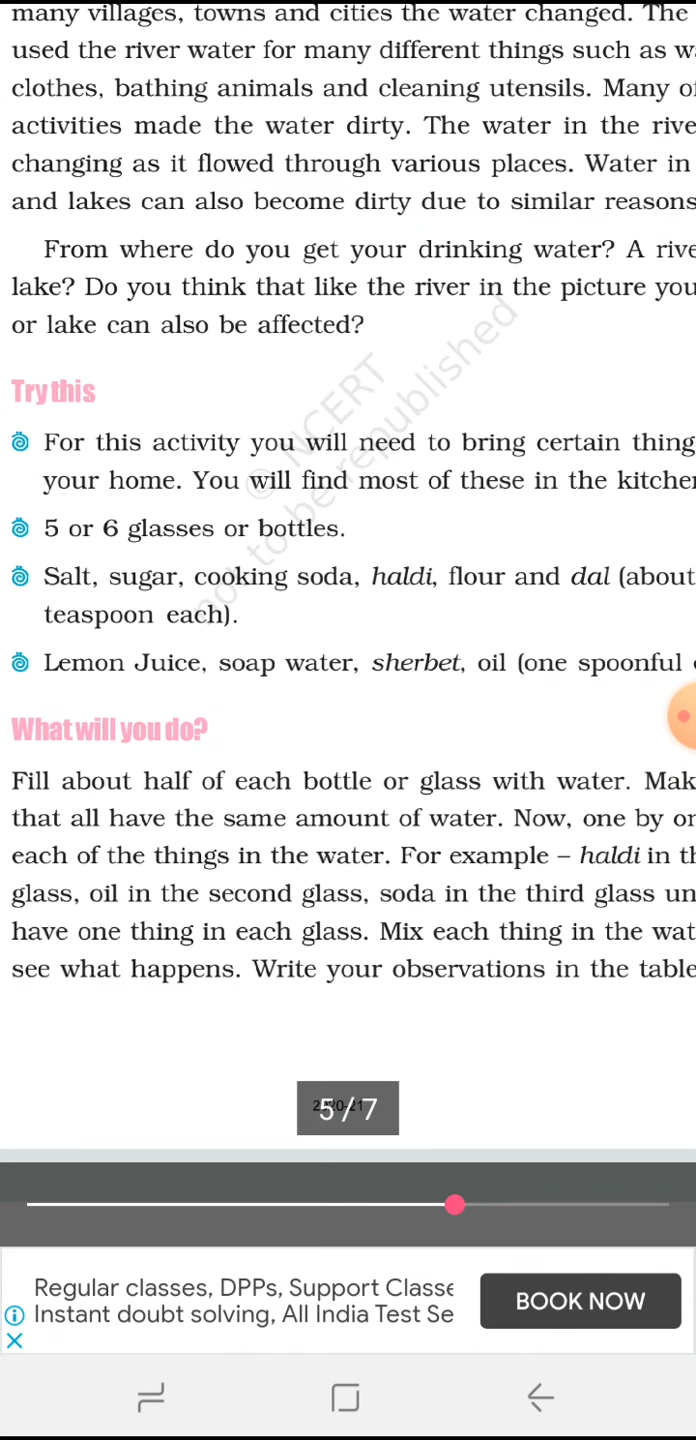 many villages, towns and cities the water changed. The
used the river water for many different things such as w
clothes, bathing animals and cleaning utensils. Many of
activities made the water dirty. The water in the rive
changing as it flowed through various places. Water in
and lakes can also become dirty due to similar reasons
From where do you get your drinking water? A rive
lake? Do you think that like the river in the picture you
or lake can also be affected?
© NCERT
not to be republished
Try this
For this activity you will need to bring certain thing
your home. You will find most of these in the kitche
5 or 6 glasses or bottles.
Salt, sugar, cooking soda, haldi, flour and dal (about
teaspoon each).
Lemon Juice, soap water, sherbet, oil (one spoonful
What will you do?
Fill about half of each bottle or glass with water. Mak
that all have the same amount of water. Now, one by or
each of the things in the water. For example – haldi in th
glass, oil in the second glass, soda in the third glass un
have one thing in each glass. Mix each thing in the wat
see what happens. Write your observations in the table
2020-21
5/7
Regular classes, DPPs, Support Classe
Instant doubt solving, All India Test Se
BOOK NOW